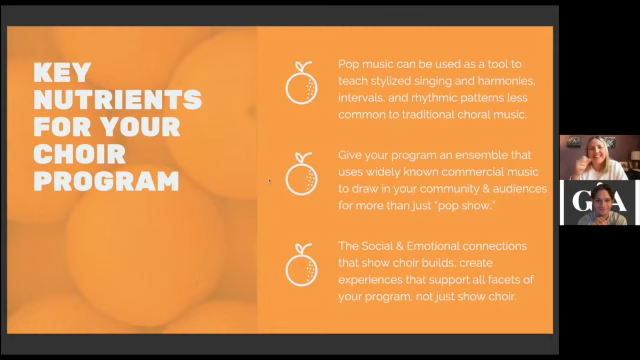 KEY
NUTRIENTS
FOR YOUR
CHOIR
PROGRAM
Pop music can be used as a tool to
teach stylized singing and harmonies,
intervals, and rhythmic patterns less
common to traditional choral music.
Give your program an ensemble that
uses widely known commercial music
to draw in your community & audiences
for more than just “pop show.”
The Social & Emotional connections
that show choir builds, create
experiences that support all facets of
your program, not just show choir.